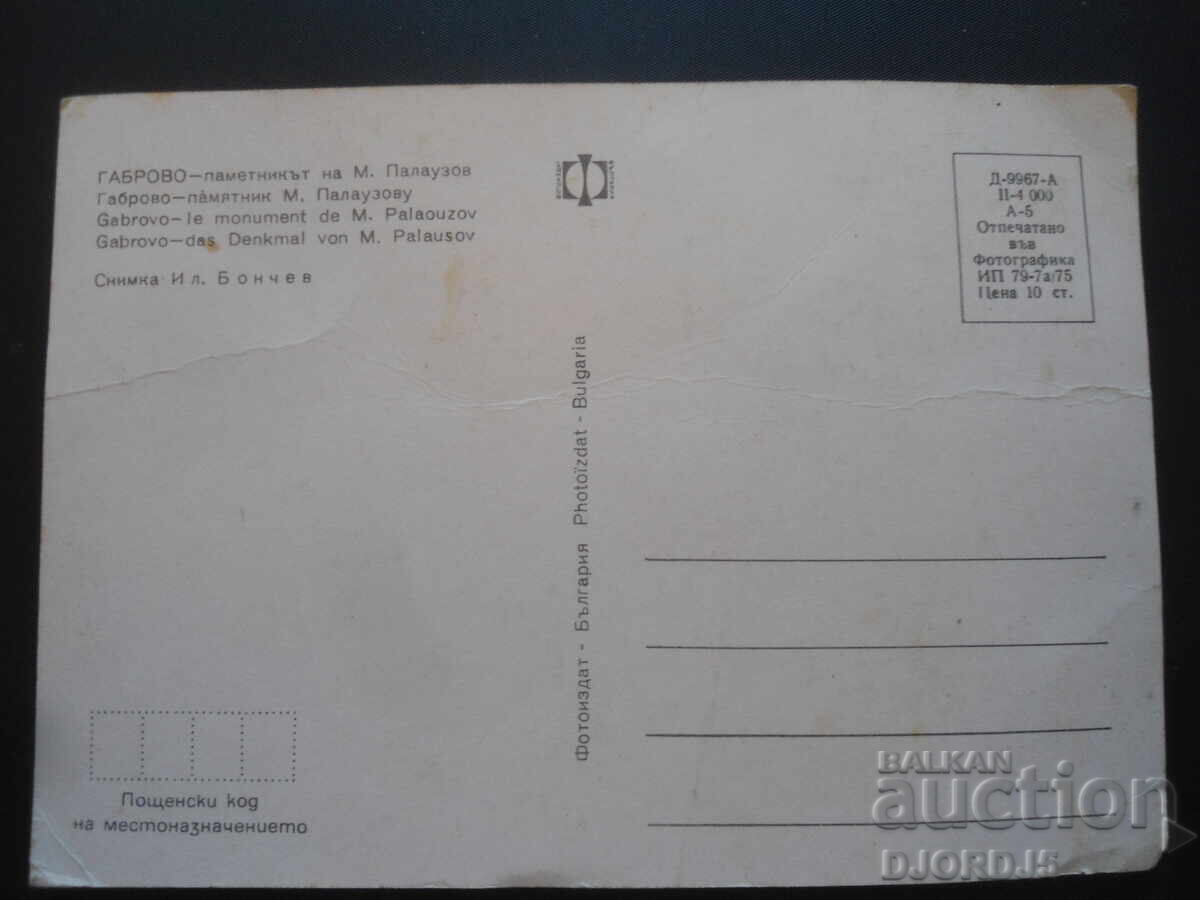 ГАБРОВО—паметникът на М. Палаузов
Габрово—памятник М. Палаузову
Gabrovo—le monument de M. Palaouzov
Gabrovo—das Denkmal von M. Palausov
Снимка Ил. Бончев
Д-9967-А
II-4 000
А-5
Отпечатано
във
Фотографика
ИП 79-7а/75
Цена 10 ст.
Фотоиздат - България Photoïzdat - Bulgaria
Пощенски код
на местоназначението
BALKAN
auction
DJORDJ5